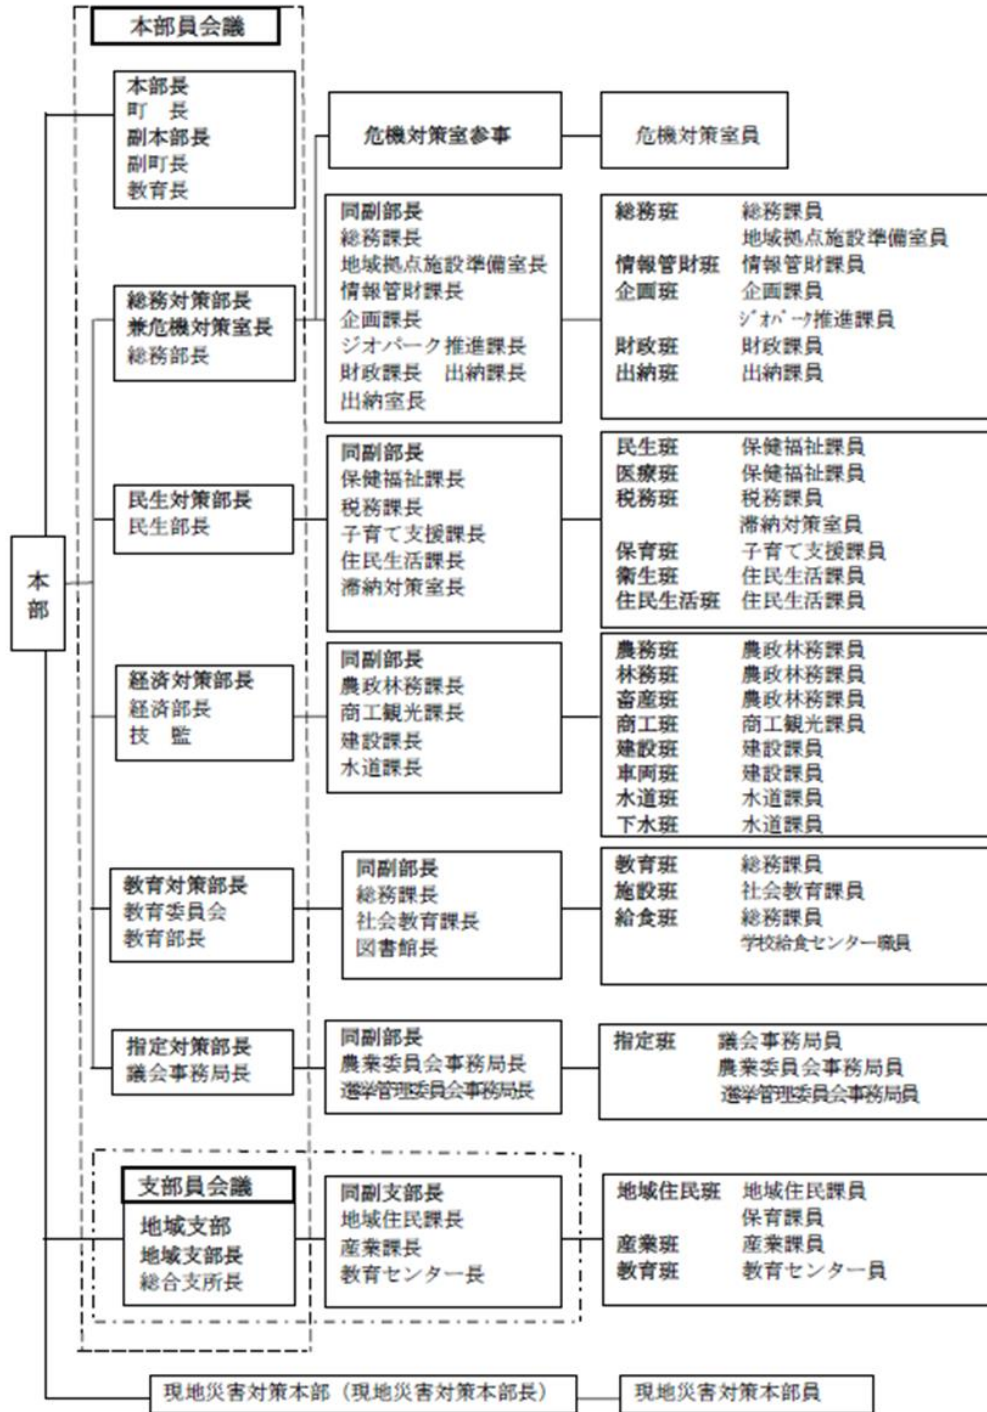 本部員会議
本部長
町　長
副本部長
副町長
教育長
危機対策室参事
危機対策室員
総務対策部長
兼危機対策室長
総務部長
同副部長
総務課長
地域拠点施設準備室長
情報管財課長
企画課長
ジオパーク推進課長
財政課長　出納課長
出納室長
総務班　総務課員
地域拠点施設準備室員
情報管財班　情報管財課員
企画班　企画課員
ジオパーク推進課員
財政班　財政課員
出納班　出納課員
民生対策部長
民生部長
同副部長
保健福祉課長
税務課長
子育て支援課長
住民生活課長
滞納対策室長
民生班　保健福祉課員
医療班　保健福祉課員
税務班　税務課員
滞納対策室員
保育班　子育て支援課員
衛生班　住民生活課員
住民生活班　住民生活課員
本部
経済対策部長
経済部長
技　監
同副部長
農政林務課長
商工観光課長
建設課長
水道課長
農務班　農政林務課員
林務班　農政林務課員
畜産班　農政林務課員
商工班　商工観光課員
建設班　建設課員
車両班　建設課員
水道班　水道課員
下水班　水道課員
教育対策部長
教育委員会
教育部長
同副部長
総務課長
社会教育課長
図書館長
教育班　総務課員
施設班　社会教育課員
給食班　総務課員
学校給食センター職員
指定対策部長
議会事務局長
同副部長
農業委員会事務局長
選挙管理委員会事務局長
指定班　議会事務局員
農業委員会事務局員
選挙管理委員会事務局員
支部員会議
地域支部
地域支部長
総合支所長
同副支部長
地域住民課長
産業課長
教育センター長
地域住民班　地域住民課員
保育課員
産業班　産業課員
教育班　教育センター員
現地災害対策本部（現地災害対策本部長）
現地災害対策本部員